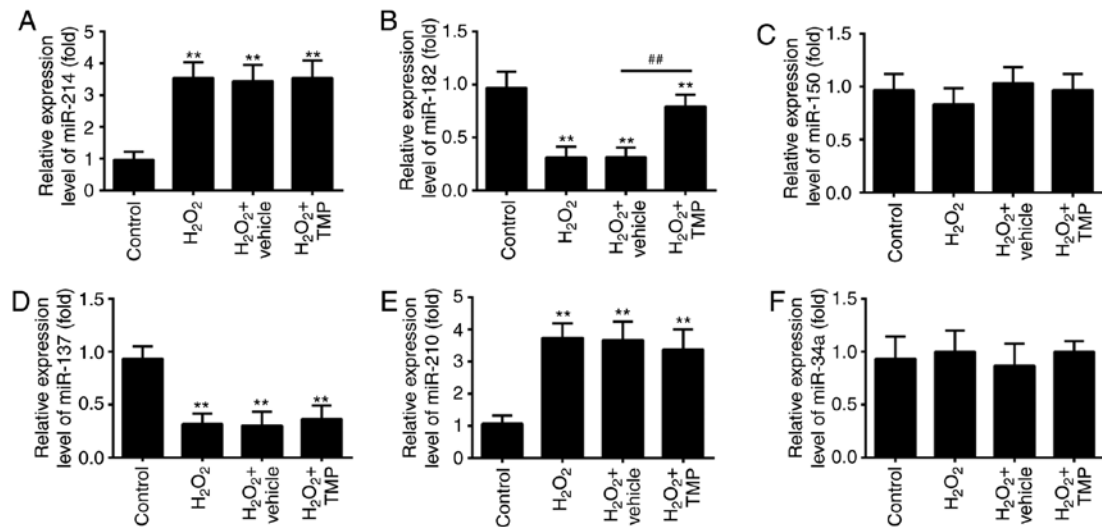 A
Relative expression
level of miR-214 (fold)
5
4
3
2
1
0
**
**
**
Control
H₂O₂
H₂O₂+
vehicle
H₂O₂+
TMP
B
Relative expression
level of miR-182 (fold)
1.5
1.0
0.5
0.0
##
**
**
**
Control
H₂O₂
H₂O₂+
vehicle
H₂O₂+
TMP
C
Relative expression
level of miR-150 (fold)
1.5
1.0
0.5
0.0
Control
H₂O₂
H₂O₂+
vehicle
H₂O₂+
TMP
D
Relative expression
level of miR-137 (fold)
1.5
1.0
0.5
0.0
**
**
**
Control
H₂O₂
H₂O₂+
vehicle
H₂O₂+
TMP
E
Relative expression
level of miR-210 (fold)
5
4
3
2
1
0
**
**
**
Control
H₂O₂
H₂O₂+
vehicle
H₂O₂+
TMP
F
Relative expression
level of miR-34a (fold)
1.5
1.0
0.5
0.0
Control
H₂O₂
H₂O₂+
vehicle
H₂O₂+
TMP